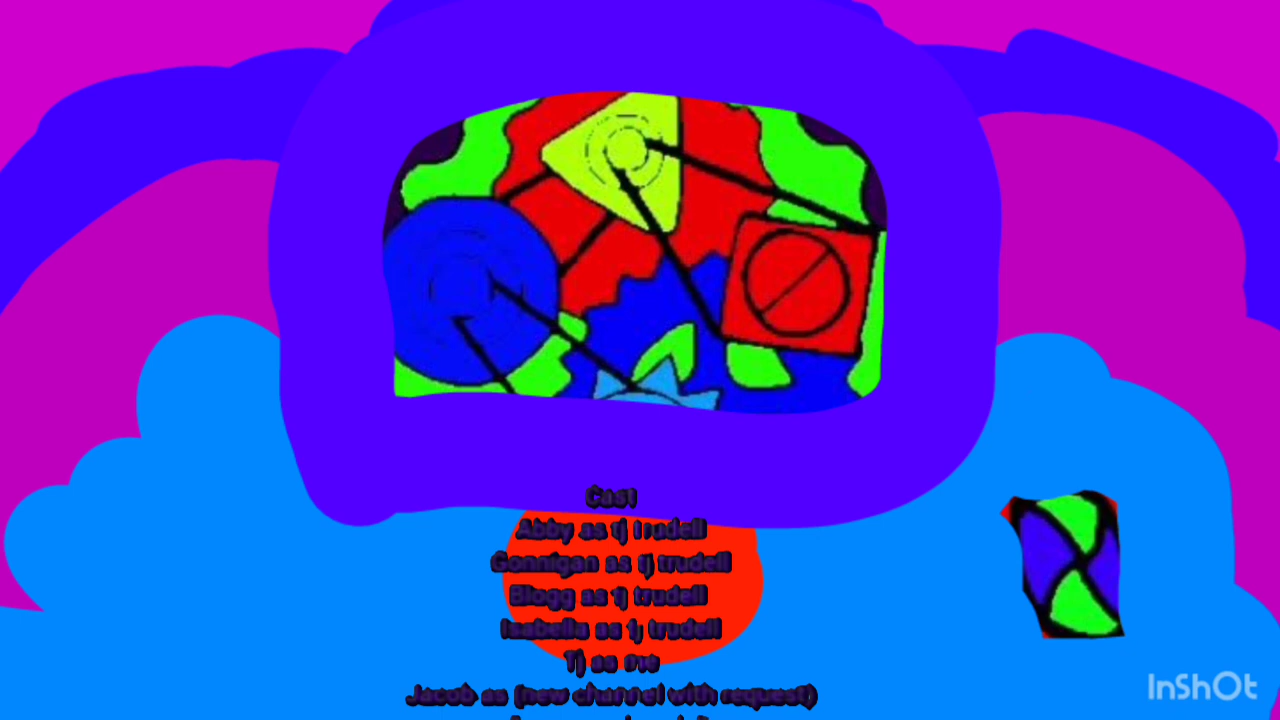 Cast
Abby as tj trudell
Gonnigan as tj trudell
Blogg as tj trudell
Isabella as tj trudell
Tj as me
Jacob as (new channel with request)
InShOt